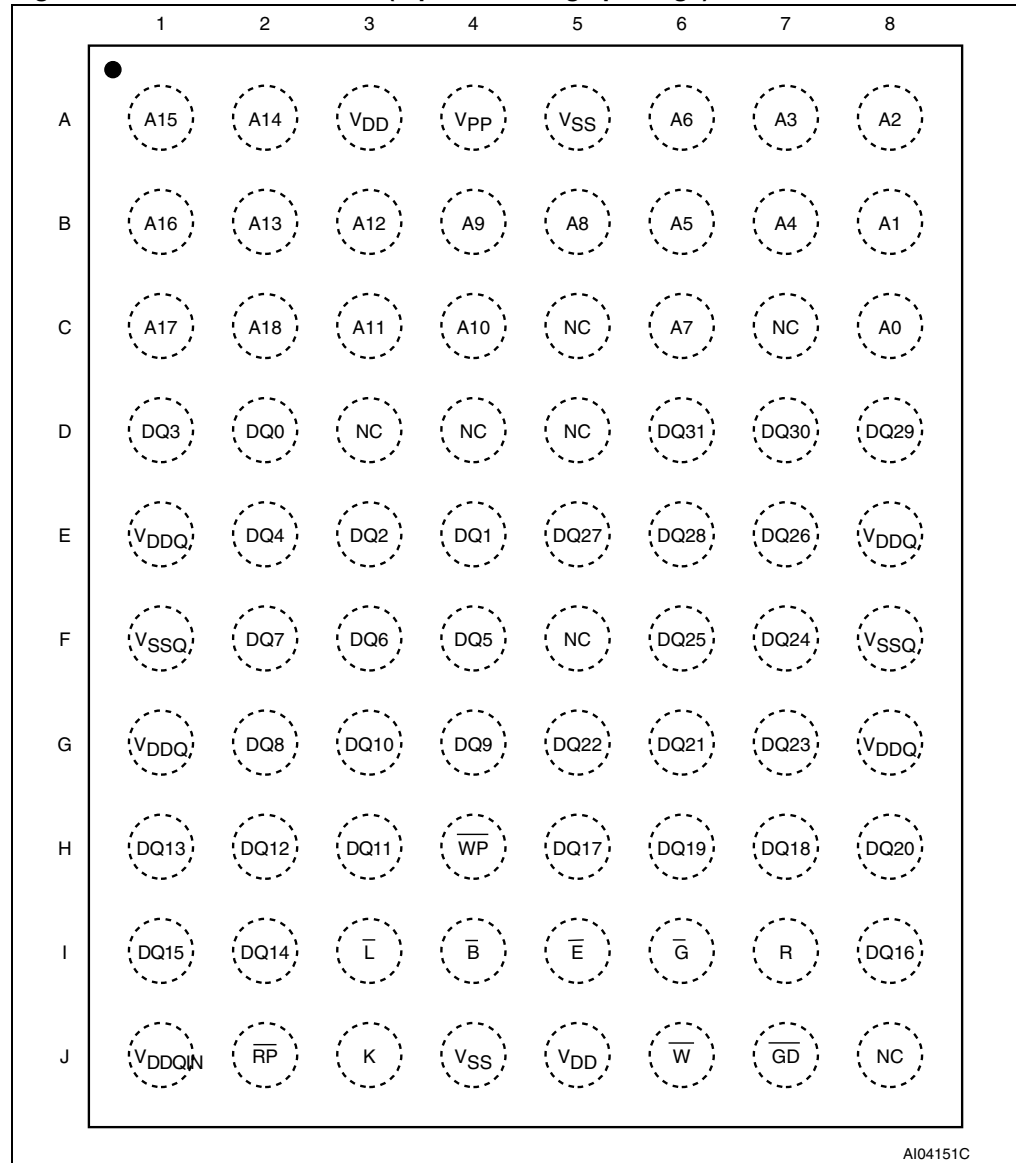 1 2 3 4 5 6 7 8
A A15 A14 VDD VPP VSS A6 A3 A2
B A16 A13 A12 A9 A8 A5 A4 A1
C A17 A18 A11 A10 NC A7 NC A0
D DQ3 DQ0 NC NC NC DQ31 DQ30 DQ29
E VDDQ DQ4 DQ2 DQ1 DQ27 DQ28 DQ26 VDDQ
F VSSQ DQ7 DQ6 DQ5 NC DQ25 DQ24 VSSQ
G VDDQ DQ8 DQ10 DQ9 DQ22 DQ21 DQ23 VDDQ
H DQ13 DQ12 DQ11 W̅P̅ DQ17 DQ19 DQ18 DQ20
I DQ15 DQ14 L̅ B̅ E̅ G̅ R DQ16
J VDDQIN R̅P̅ K VSS VDD W̅ G̅D̅ NC
AI04151C